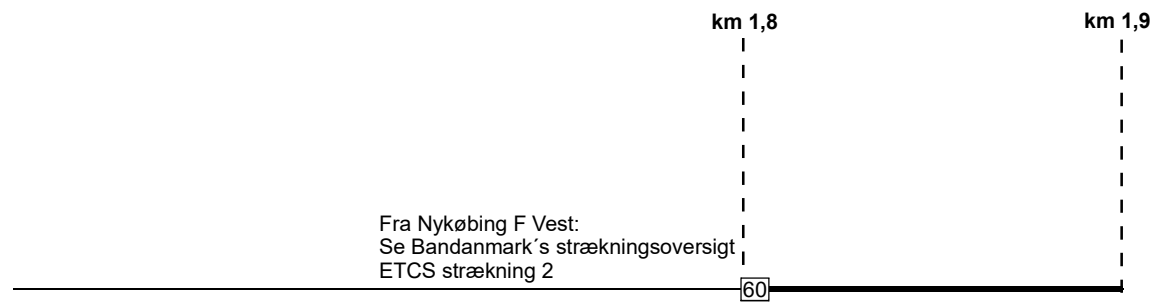 km 1,8
km 1,9
Fra Nykøbing F Vest:
Se Bandanmark´s strækningsoversigt
ETCS strækning 2
60